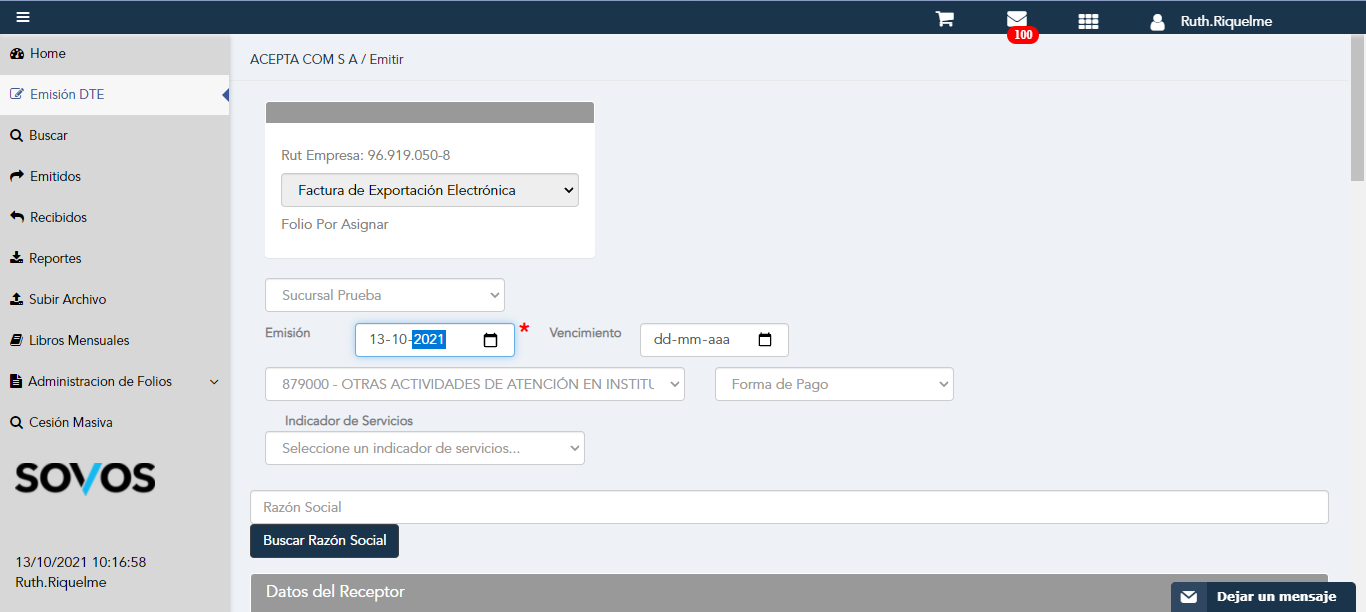 100
Ruth.Riquelme
Home
Emisión DTE
Buscar
Emitidos
Recibidos
Reportes
Subir Archivo
Libros Mensuales
Administracion de Folios
Cesión Masiva
SOVOS
13/10/2021 10:16:58
Ruth.Riquelme
ACEPTA COM S A / Emitir
Rut Empresa: 96.919.050-8
Factura de Exportación Electrónica
Folio Por Asignar
Sucursal Prueba
Emisión 13-10-2021 * Vencimiento dd-mm-aaa
879000 - OTRAS ACTIVIDADES DE ATENCIÓN EN INSTITU Forma de Pago
Indicador de Servicios
Seleccione un indicador de servicios...
Razón Social
Buscar Razón Social
Datos del Receptor
Dejar un mensaje